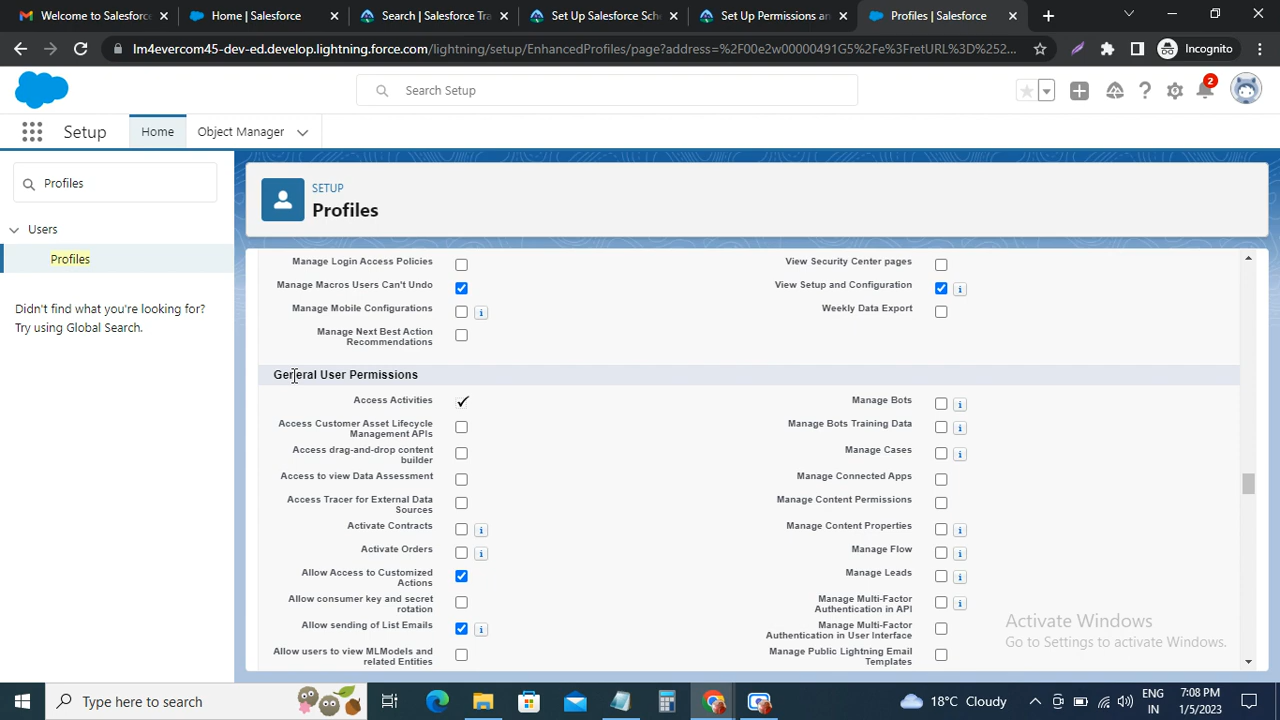 Welcome to Salesforce
Home | Salesforce
Search | Salesforce Tra
Set Up Salesforce Sch
Set Up Permissions an
Profiles | Salesforce
lm4evercom45-dev-ed.develop.lightning.force.com/lightning/setup/EnhancedProfiles/page?address=%2F00e2w00000491G5%2Fe%3FretURL%3D%252...
Incognito
Search Setup
2
Setup
Home
Object Manager
Profiles
Users
Profiles
Didn't find what you're looking for?
Try using Global Search.
SETUP
Profiles
Manage Login Access Policies
View Security Center pages
Manage Macros Users Can't Undo
View Setup and Configuration
Manage Mobile Configurations
Weekly Data Export
Manage Next Best Action
Recommendations
General User Permissions
Access Activities
Manage Bots
Access Customer Asset Lifecycle
Management APIs
Manage Bots Training Data
Access drag-and-drop content
builder
Manage Cases
Access to view Data Assessment
Manage Connected Apps
Access Tracer for External Data
Sources
Manage Content Permissions
Activate Contracts
Manage Content Properties
Activate Orders
Manage Flow
Allow Access to Customized
Actions
Manage Leads
Allow consumer key and secret
rotation
Manage Multi-Factor
Authentication in API
Allow sending of List Emails
Manage Multi-Factor
Authentication in User Interface
Allow users to view MLModels and
related Entities
Manage Public Lightning Email
Templates
Activate Windows
Go to Settings to activate Windows.
Type here to search
18°C Cloudy
ENG
IN
7:08 PM
1/5/2023